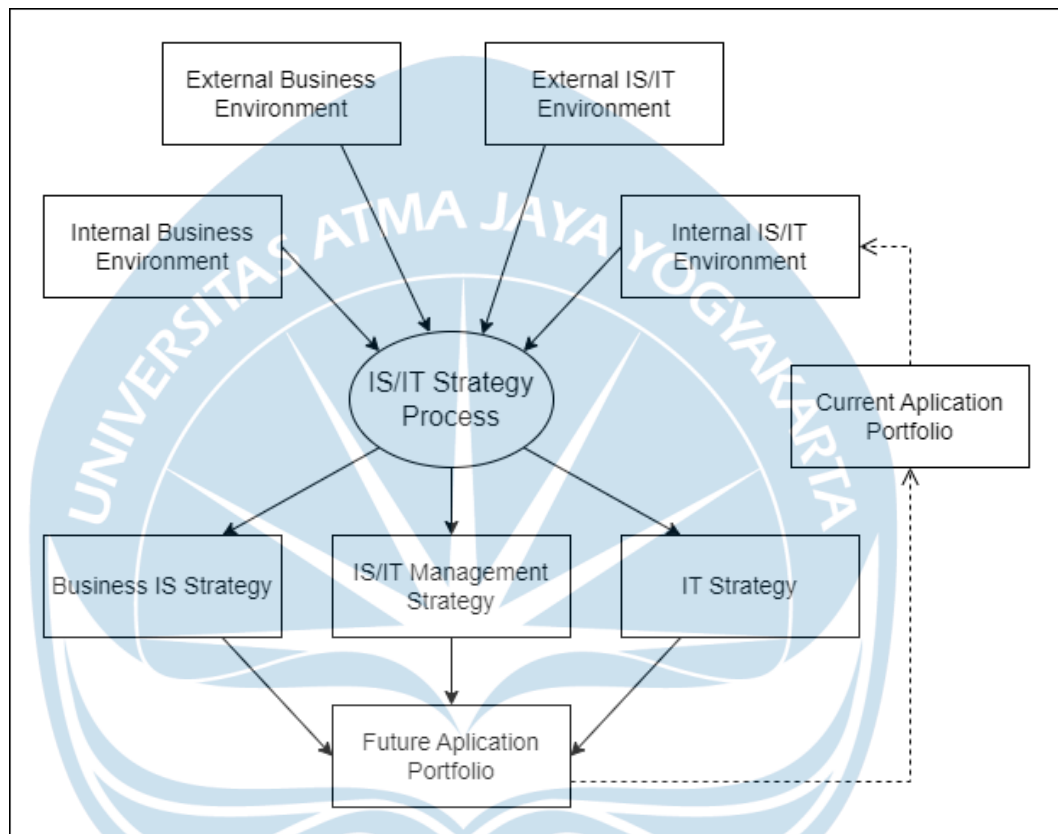 External Business
Environment
External IS/IT
Environment
UNIVERSITAS ATMA JAYA YOGYAKARTA
Internal Business
Environment
Internal IS/IT
Environment
IS/IT Strategy
Process
Current Aplication
Portfolio
Business IS Strategy
IS/IT Management
Strategy
IT Strategy
Future Aplication
Portfolio